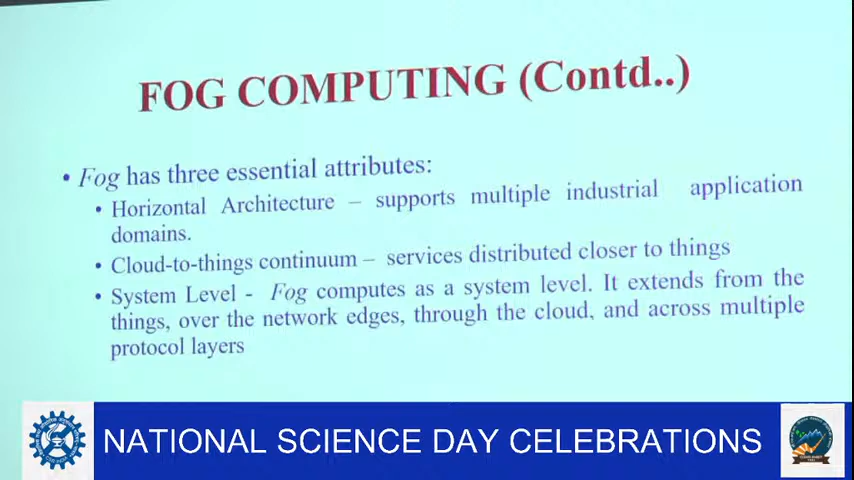 FOG COMPUTING (Contd..)
• Fog has three essential attributes:
• Horizontal Architecture – supports multiple industrial application
domains.
• Cloud-to-things continuum – services distributed closer to things
• System Level - Fog computes as a system level. It extends from the
things, over the network edges, through the cloud, and across multiple
protocol layers
NATIONAL SCIENCE DAY CELEBRATIONS